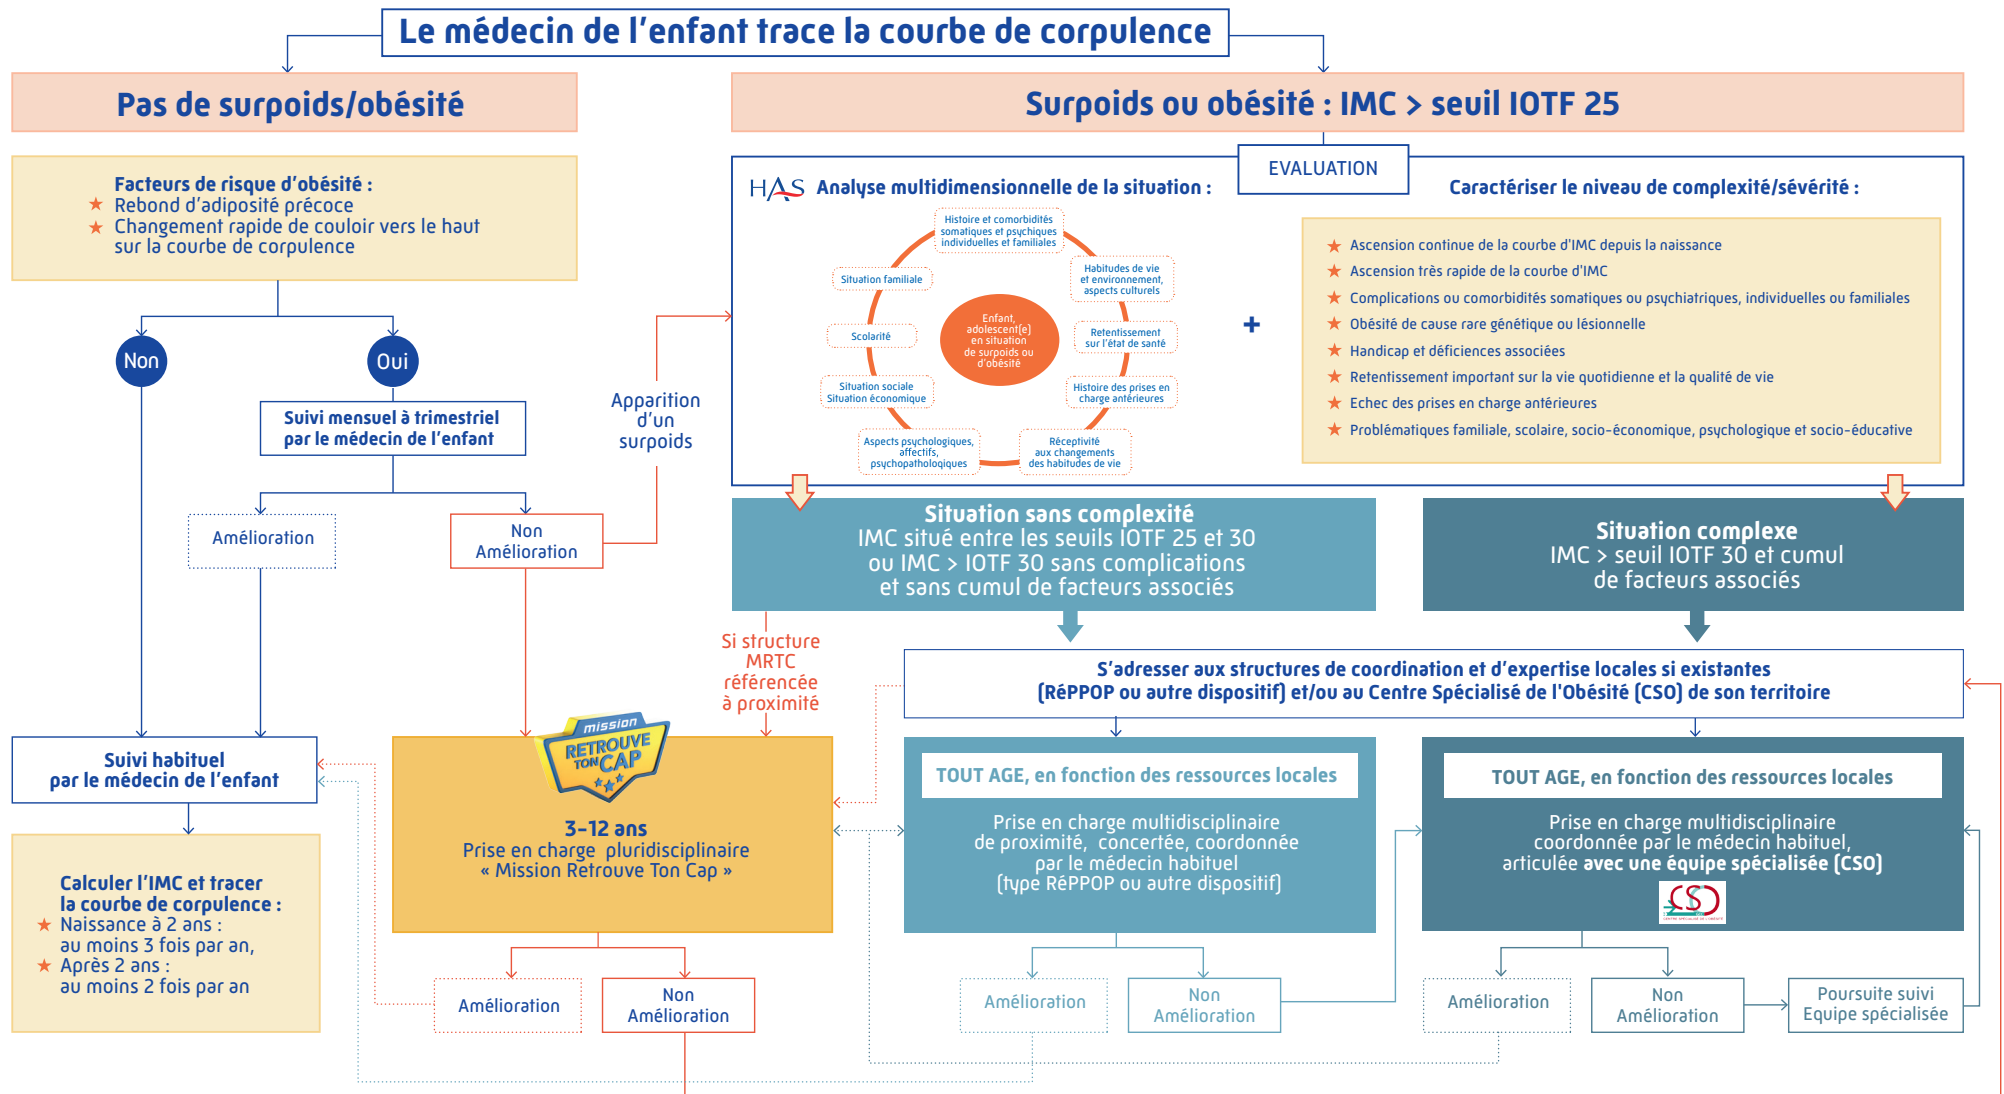 Le médecin de l'enfant trace la courbe de corpulence
Pas de surpoids/obésité
Surpoids ou obésité : IMC > seuil IOTF 25
Facteurs de risque d'obésité :
Rebond d'adiposité précoce
Changement rapide de couloir vers le haut
sur la courbe de corpulence
Non
Oui
Suivi mensuel à trimestriel
par le médecin de l'enfant
Amélioration
Non
Amélioration
Apparition
d'un
surpoids
EVALUATION
HAS Analyse multidimensionnelle de la situation :
Histoire et comorbidités
somatiques et psychiques
individuelles et familiales
Habitudes de vie
et environnement,
aspects culturels
Retentissement
sur l'état de santé
Histoire des prises en
charge antérieures
Réceptivité
aux changements
des habitudes de vie
Aspects psychologiques,
affectifs,
psychopathologiques
Situation sociale
Situation économique
Scolarité
Situation familiale
Enfant,
adolescent(e)
en situation
de surpoids ou
d'obésité
+
Caractériser le niveau de complexité/sévérité :
Ascension continue de la courbe d'IMC depuis la naissance
Ascension très rapide de la courbe d'IMC
Complications ou comorbidités somatiques ou psychiatriques, individuelles ou familiales
Obésité de cause rare génétique ou lésionnelle
Handicap et déficiences associées
Retentissement important sur la vie quotidienne et la qualité de vie
Echec des prises en charge antérieures
Problématiques familiale, scolaire, socio-économique, psychologique et socio-éducative
Situation sans complexité
IMC situé entre les seuils IOTF 25 et 30
ou IMC > IOTF 30 sans complications
et sans cumul de facteurs associés
Situation complexe
IMC > seuil IOTF 30 et cumul
de facteurs associés
Si structure
MRTC
référencée
à proximité
S'adresser aux structures de coordination et d'expertise locales si existantes
(RéPPOP ou autre dispositif) et/ou au Centre Spécialisé de l'Obésité (CSO) de son territoire
Suivi habituel
par le médecin de l'enfant
Calculer l'IMC et tracer
la courbe de corpulence :
Naissance à 2 ans :
au moins 3 fois par an,
Après 2 ans :
au moins 2 fois par an
mission
RETROUVE
TON CAP
3-12 ans
Prise en charge pluridisciplinaire
« Mission Retrouve Ton Cap »
Amélioration
Non
Amélioration
TOUT AGE, en fonction des ressources locales
Prise en charge multidisciplinaire
de proximité, concertée, coordonnée
par le médecin habituel
(type RéPPOP ou autre dispositif)
Amélioration
Non
Amélioration
TOUT AGE, en fonction des ressources locales
Prise en charge multidisciplinaire
coordonnée par le médecin habituel,
articulée avec une équipe spécialisée (CSO)
CSO
CENTRE SPÉCIALISÉ DE L'OBÉSITÉ
Amélioration
Non
Amélioration
Poursuite suivi
Equipe spécialisée